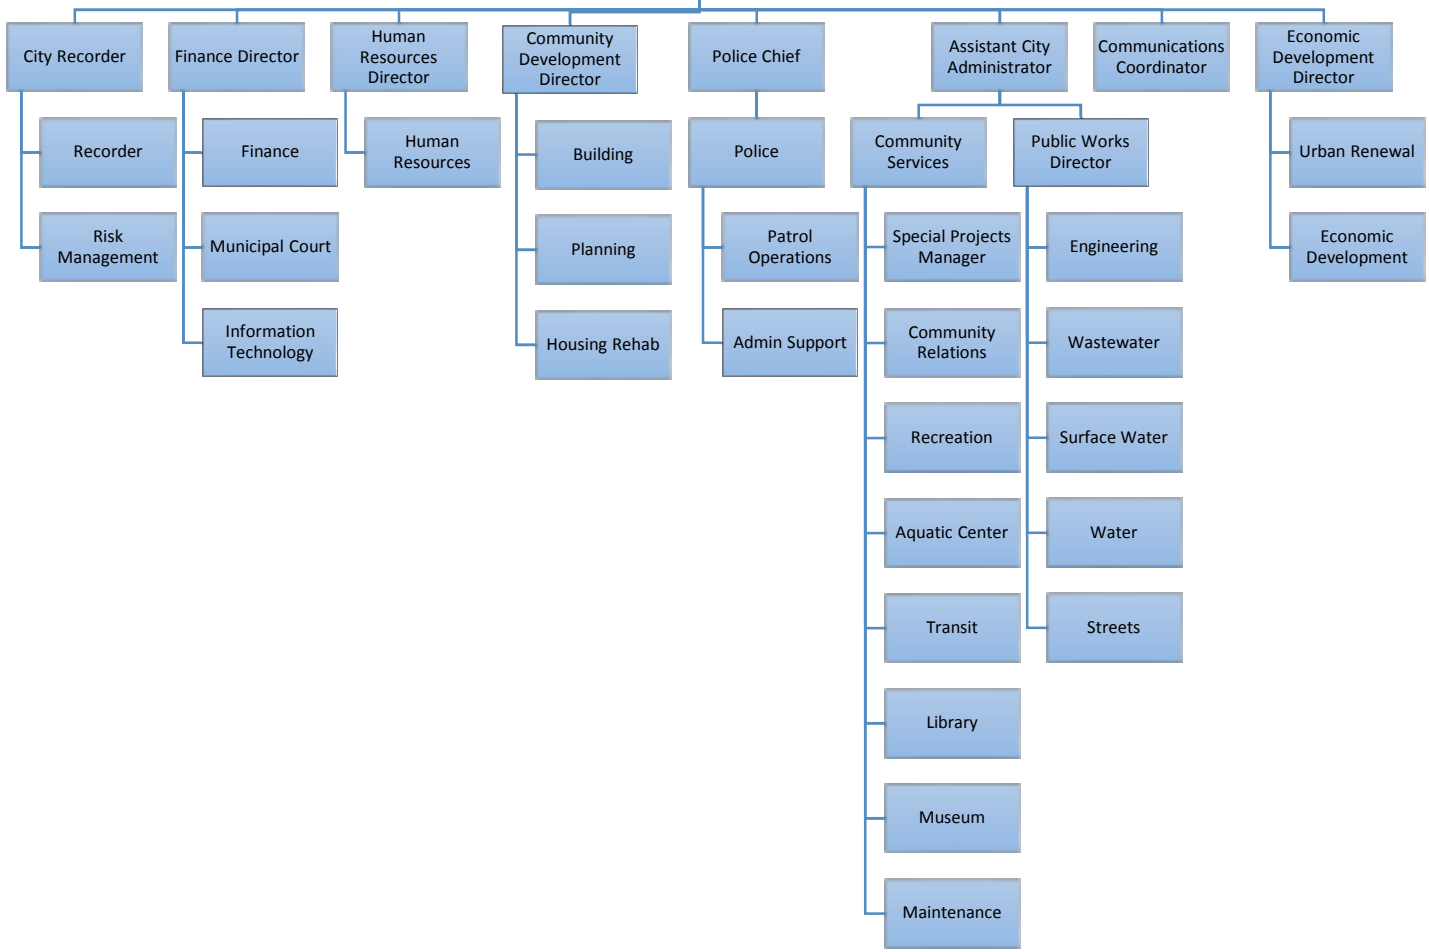 City Recorder
Finance Director
Human
Resources
Director
Community
Development
Director
Police Chief
Assistant City
Administrator
Communications
Coordinator
Economic
Development
Director
Recorder
Finance
Human
Resources
Building
Police
Community
Services
Public Works
Director
Urban Renewal
Risk
Management
Municipal Court
Planning
Patrol
Operations
Special Projects
Manager
Engineering
Economic
Development
Information
Technology
Housing Rehab
Admin Support
Community
Relations
Wastewater
Recreation
Surface Water
Aquatic Center
Water
Transit
Streets
Library
Museum
Maintenance